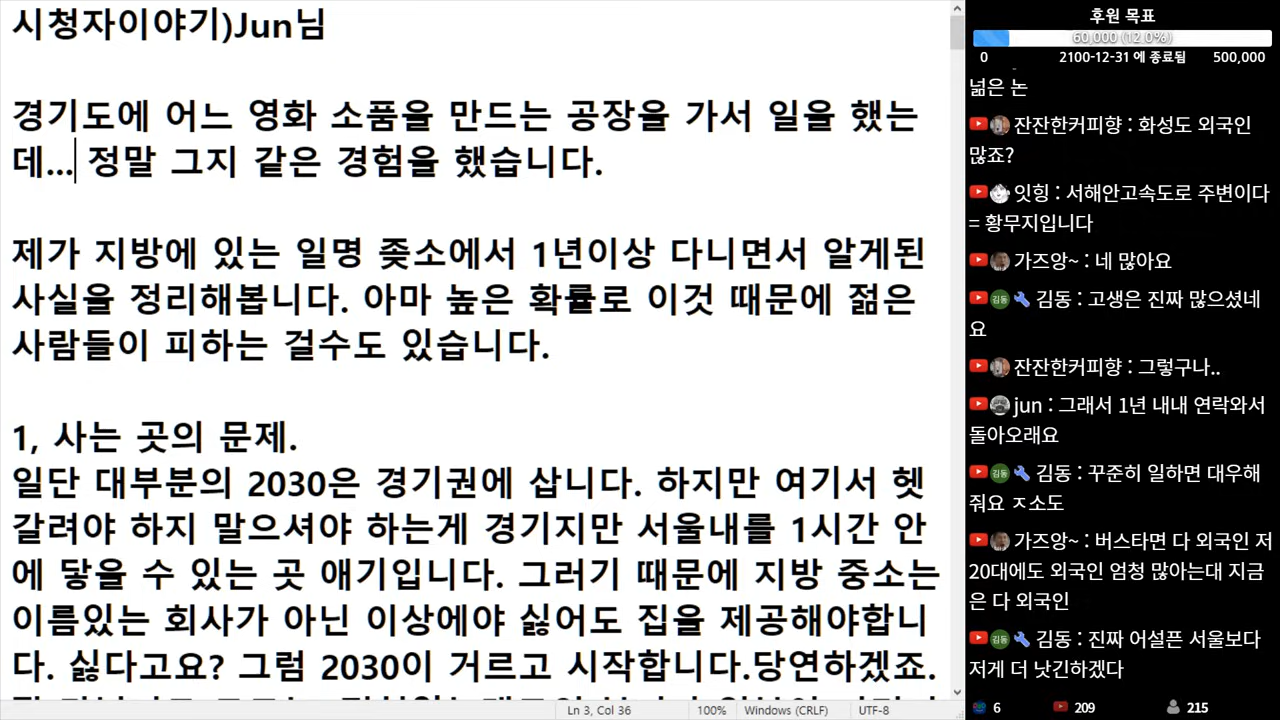 시청자이야기)Jun님
경기도에 어느 영화 소품을 만드는 공장을 가서 일을 했는
데... 정말 그지 같은 경험을 했습니다.
제가 지방에 있는 일명 좆소에서 1년이상 다니면서 알게된
사실을 정리해봅니다. 아마 높은 확률로 이것 때문에 젊은
사람들이 피하는 걸수도 있습니다.
1, 사는 곳의 문제.
일단 대부분의 2030은 경기권에 삽니다. 하지만 여기서 헷
갈려야 하지 말으셔야 하는게 경기지만 서울내를 1시간 안
에 닿을 수 있는 곳 애기입니다. 그러기 때문에 지방 중소는
이름있는 회사가 아닌 이상에야 싫어도 집을 제공해야합니
다. 싫다고요? 그럼 2030이 거르고 시작합니다.당연하겠죠.
Ln 3, Col 36
100%
Windows (CRLF)
UTF-8
후원 목표
60,000 (12.0%)
0
2100-12-31 에 종료됨
500,000
넒은 논
잔잔한커피향 : 화성도 외국인
많죠?
잇힝 : 서해안고속도로 주변이다
= 황무지입니다
가즈앙~ : 네 많아요
김동 : 고생은 진짜 많으셨네
요
잔잔한커피향 : 그렇구나..
jun : 그래서 1년 내내 연락와서
돌아오래요
김동 : 꾸준히 일하면 대우해
줘요 ㅈ소도
가즈앙~ : 버스타면 다 외국인 저
20대에도 외국인 엄청 많아는대 지금
은 다 외국인
김동 : 진짜 어설픈 서울보다
저게 더 낫긴하겠다
6
209
215